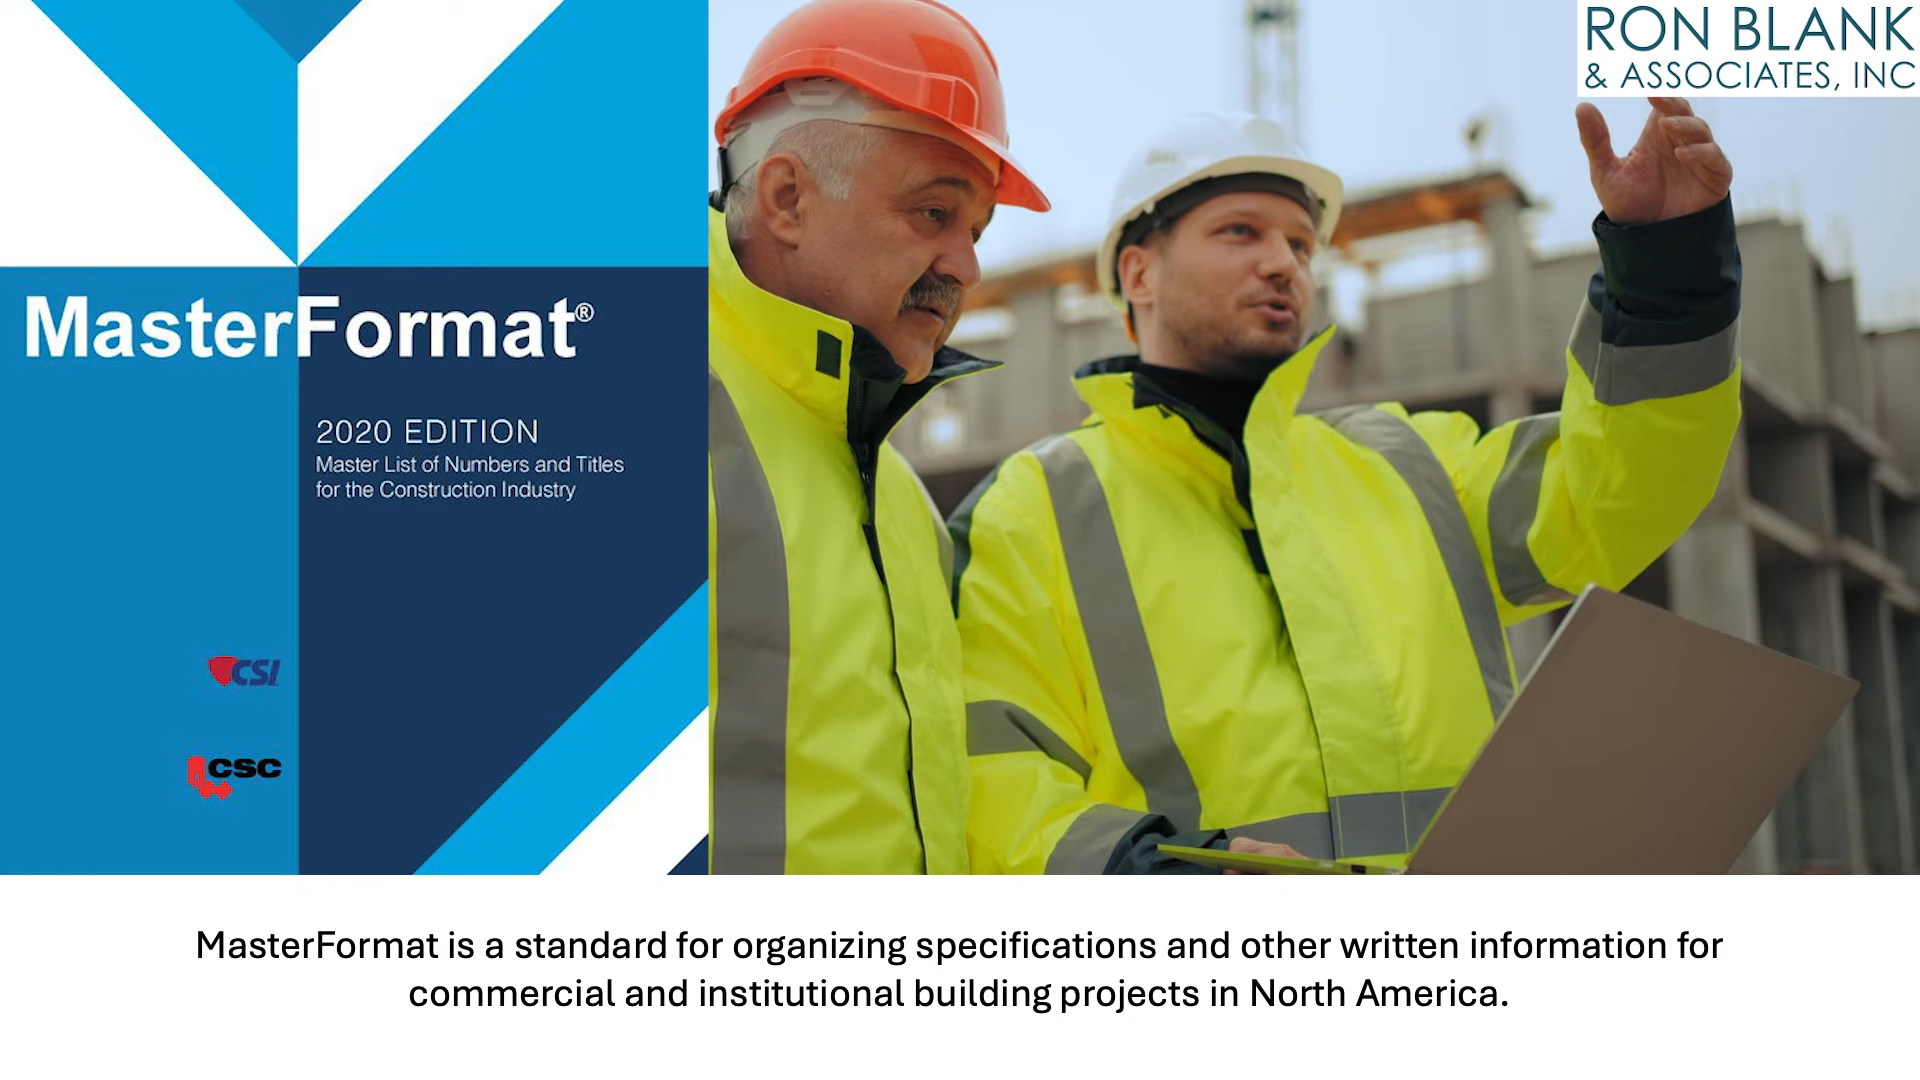 RON BLANK
& ASSOCIATES, INC
MasterFormat®
2020 EDITION
Master List of Numbers and Titles
for the Construction Industry
CSI
CSC
MasterFormat is a standard for organizing specifications and other written information for
commercial and institutional building projects in North America.